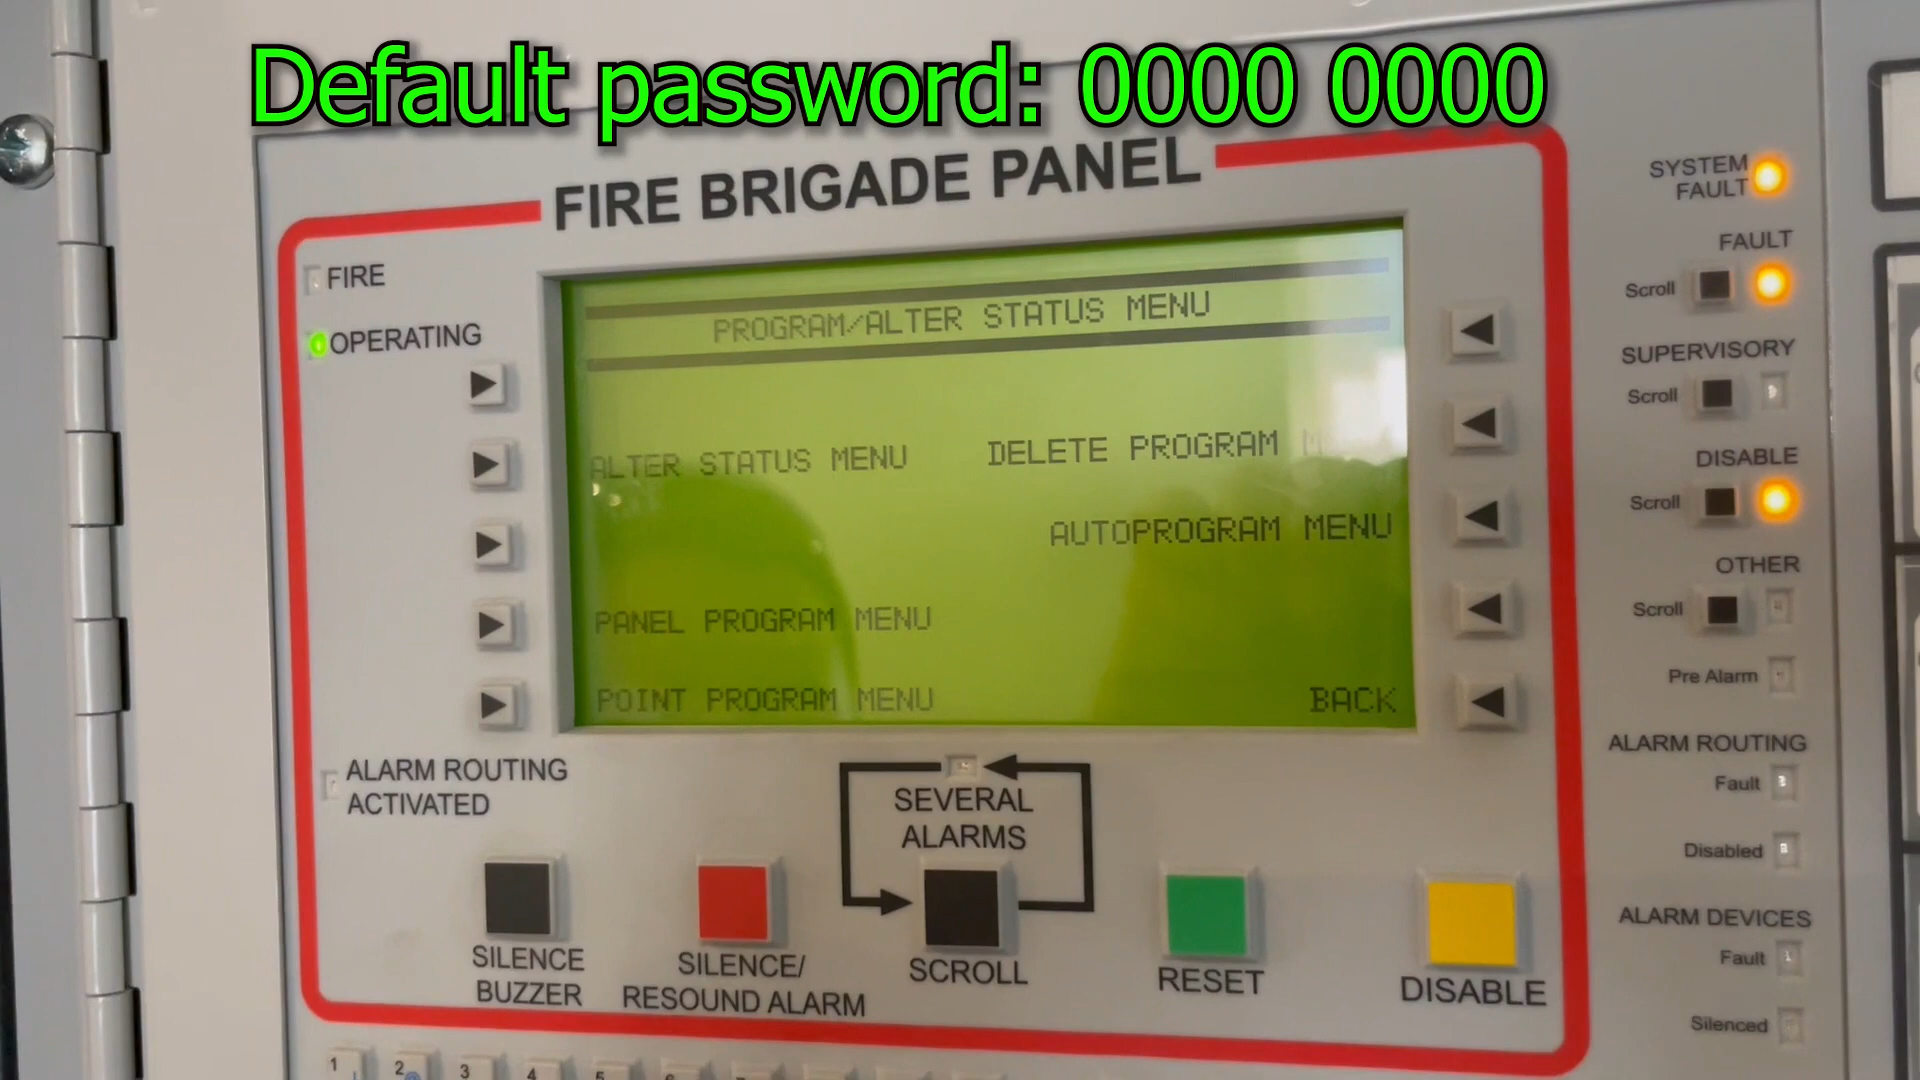 Default password: 0000 0000
FIRE BRIGADE PANEL
FIRE
OPERATING
PROGRAM/ALTER STATUS MENU
ALTER STATUS MENU
DELETE PROGRAM
AUTOPROGRAM MENU
PANEL PROGRAM MENU
POINT PROGRAM MENU
BACK
ALARM ROUTING
ACTIVATED
SEVERAL
ALARMS
SILENCE
BUZZER
SILENCE/
RESOUND ALARM
SCROLL
RESET
DISABLE
SYSTEM
FAULT
FAULT
Scroll
SUPERVISORY
Scroll
DISABLE
Scroll
OTHER
Scroll
Pre Alarm
ALARM ROUTING
Fault
Disabled
ALARM DEVICES
Fault
Silenced
1 2 3 4 5